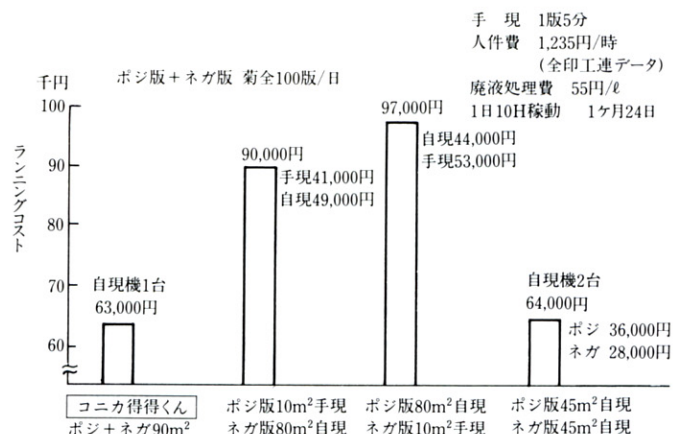 手 現 1版5分
人件費 1,235円/時
(全印工連データ)
廃液処理費 55円/ℓ
1日10H稼動 1ケ月24日
ポジ版+ネガ版 菊全100版/日
千円
100
90
80
70
60
ランニングコスト
自現機1台
63,000円
90,000円
手現41,000円
自現49,000円
97,000円
自現44,000円
手現53,000円
自現機2台
64,000円
ポジ 36,000円
ネガ 28,000円
コニカ得得くん
ポジ+ネガ90m²
ポジ版10m²手現
ネガ版80m²自現
ポジ版80m²自現
ネガ版10m²手現
ポジ版45m²自現
ネガ版45m²自現